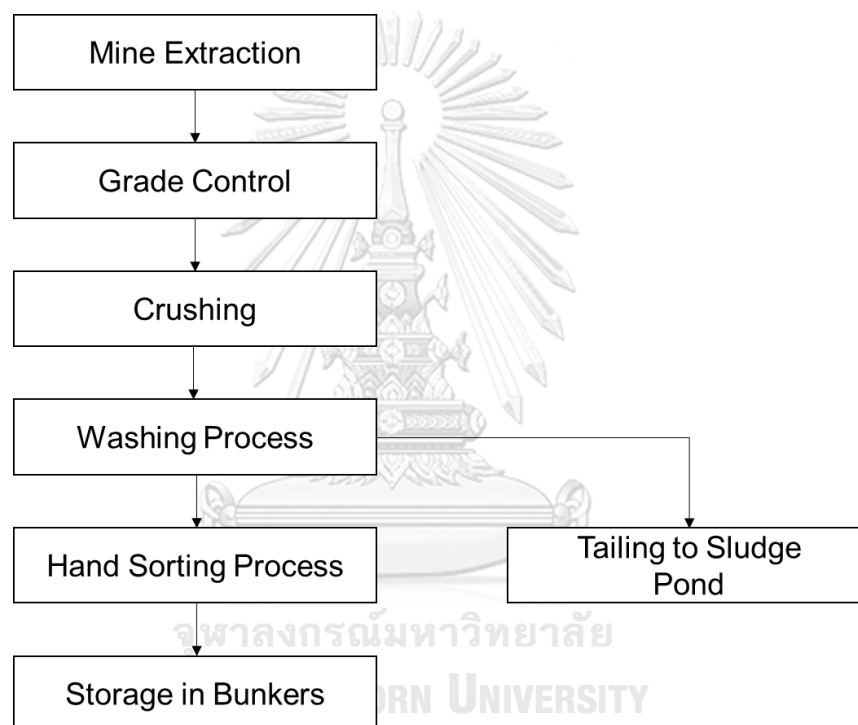 Mine Extraction
Grade Control
Crushing
Washing Process
Hand Sorting Process
Tailing to Sludge
Pond
จุฬาลงกรณ์มหาวิทยาลัย
Storage in Bunkers
UNIVERSITY